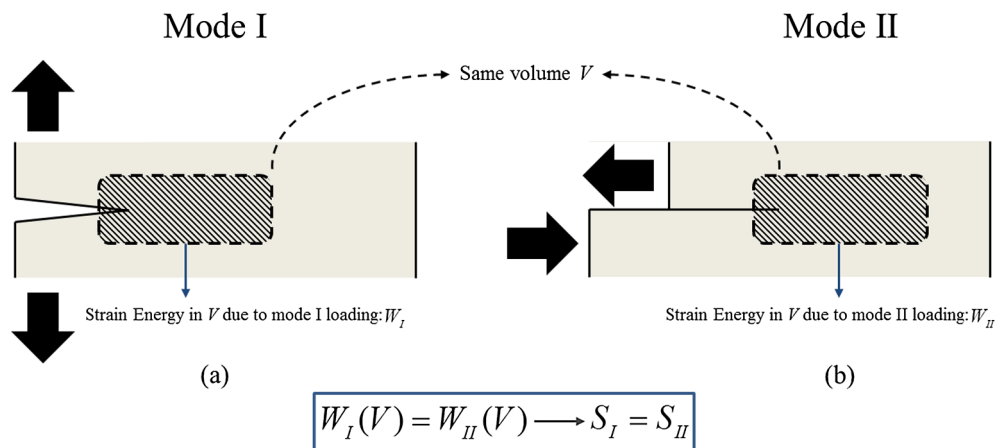 Mode I
Mode II
Same volume V
Strain Energy in V due to mode I loading: W_I
Strain Energy in V due to mode II loading: W_II
(a)
(b)
W_I(V) = W_II(V) ⟶ S_I = S_II